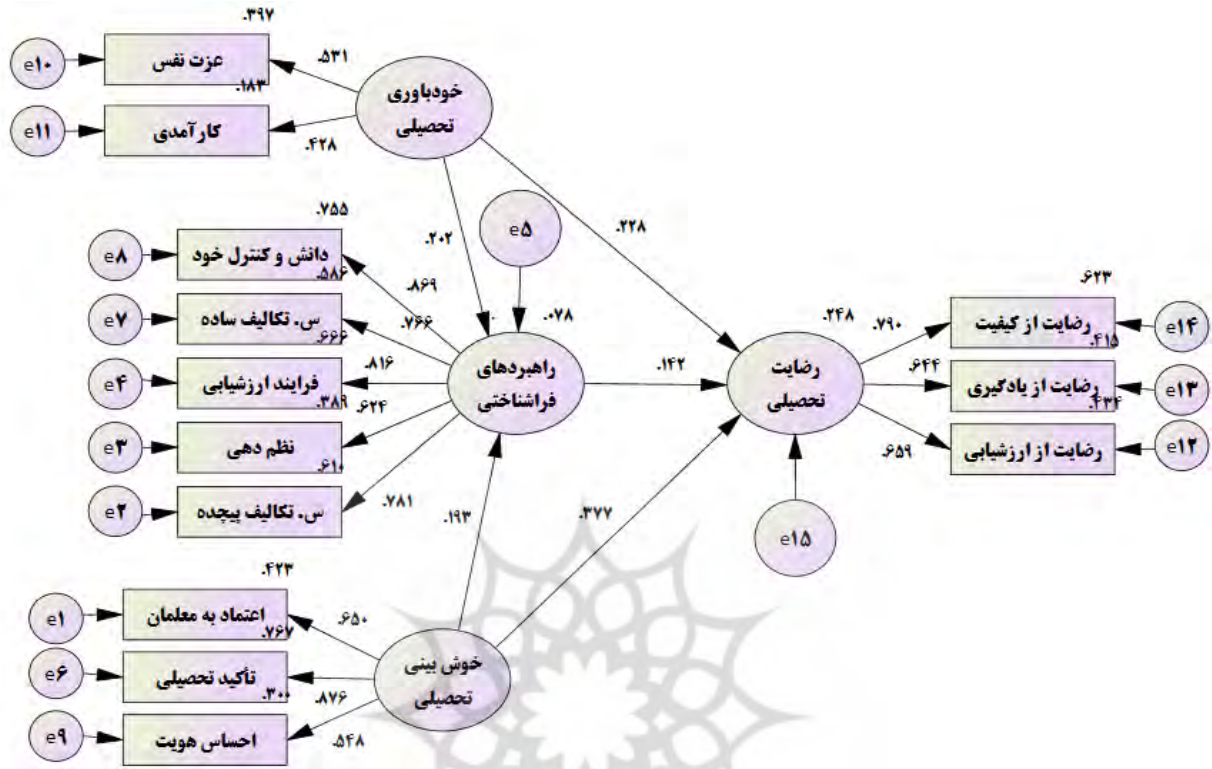 .۳۹۷
e۱۰
عزت نفس
.۵۳۱
.۱۸۳
خودباوری
تحصیلی
e۱۱
کارآمدی
.۴۲۸
.۷۵۵
e۵
.۲۲۸
e۸
دانش و کنترل خود
.۵۸۶
.۲۰۲
.۸۶۹
.۶۲۳
e۷
س. تکالیف ساده
.۶۶۶
.۷۶۶
.۰۷۸
.۲۴۸
.۷۹۰
رضایت از کیفیت
.۴۱۵
e۱۴
e۴
فرایند ارزشیابی
.۳۸۹
.۸۱۶
راهبردهای
فراشناختی
.۱۴۲
رضایت
تحصیلی
.۶۴۴
رضایت از یادگیری
.۴۳۴
e۱۳
.۶۲۴
e۳
نظم دهی
.۶۱۰
.۶۵۹
رضایت از ارزشیابی
e۱۲
e۲
س. تکالیف پیچده
.۷۸۱
.۱۹۳
.۳۷۷
e۱۵
.۴۲۳
e۱
اعتماد به معلمان
.۷۶۷
.۶۵۰
e۶
تأکید تحصیلی
.۳۰۰
.۸۷۶
خوش بینی
تحصیلی
e۹
احساس هویت
.۵۴۸